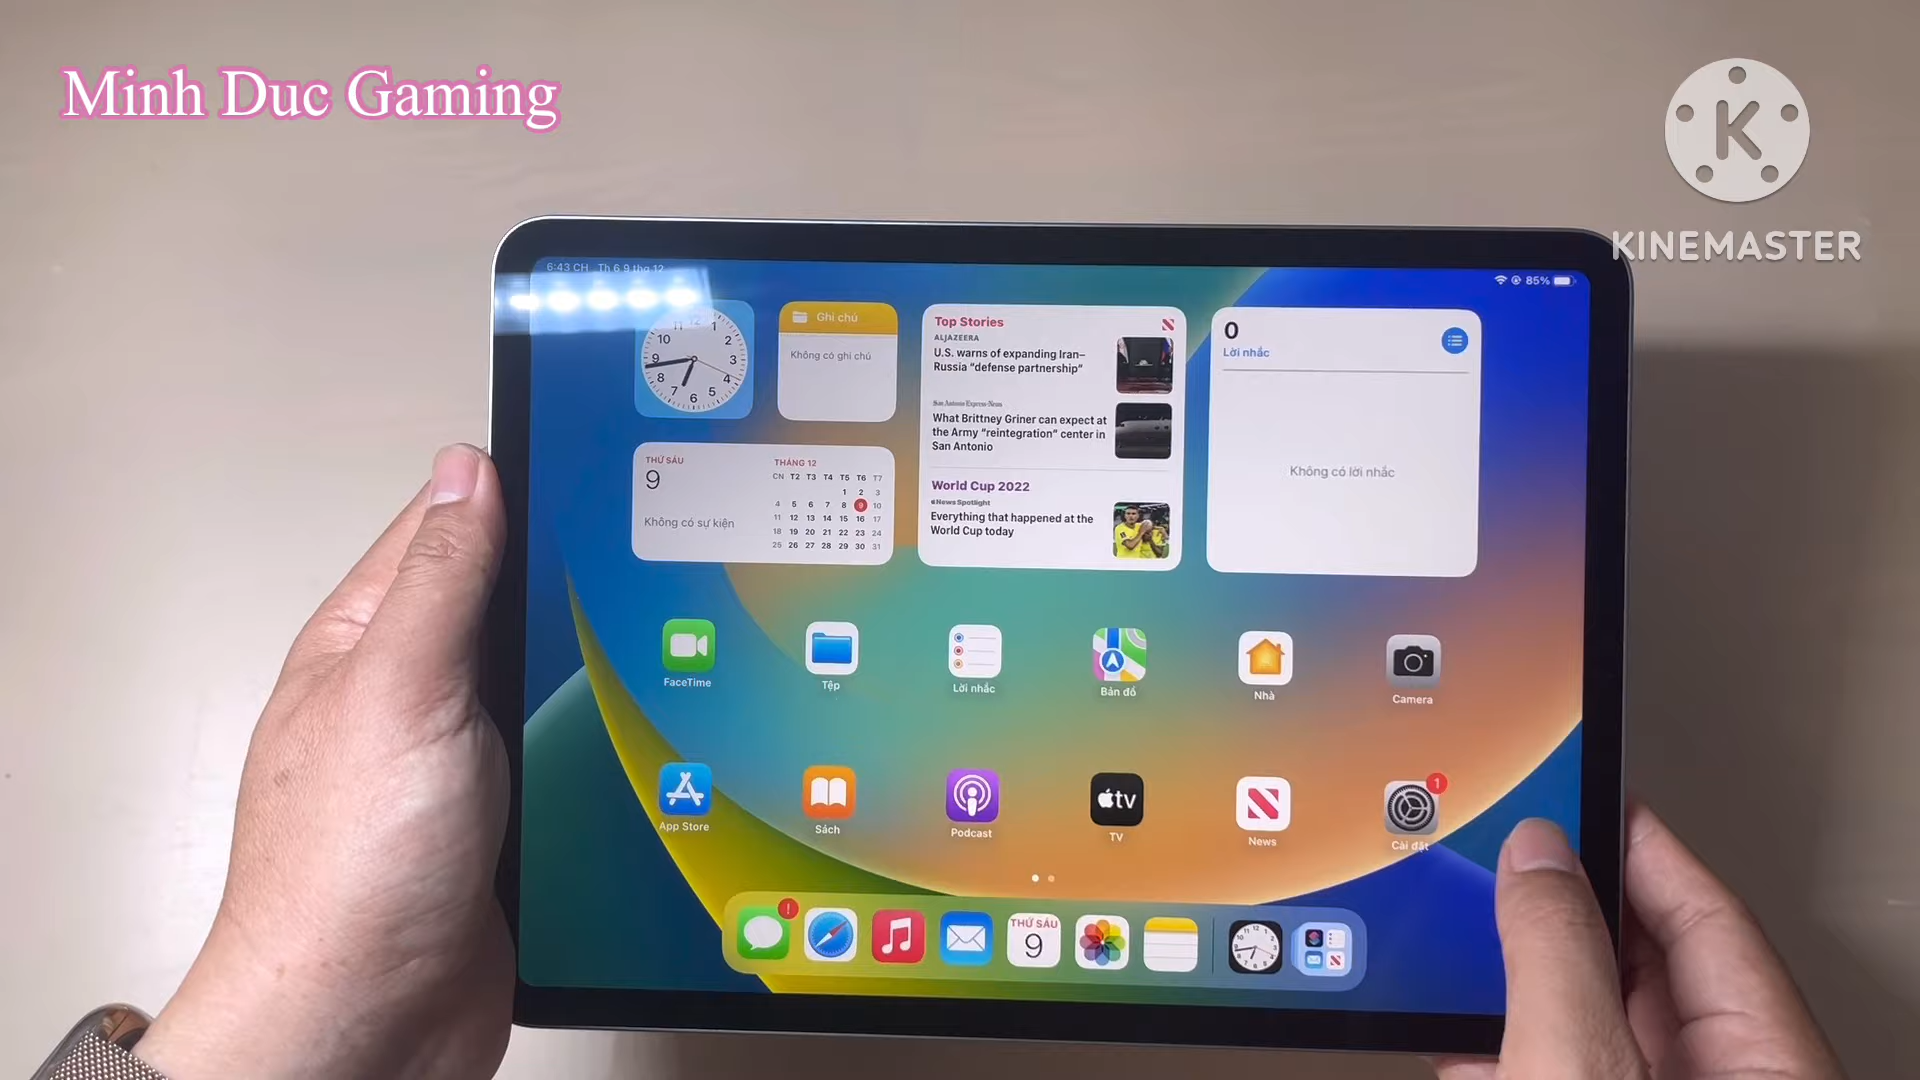 Minh Duc Gaming
K
KINEMASTER
6:43 CH Th 6 9 thg 12
85%
Ghi chú
Không có ghi chú
THỨ SÁU
9
Không có sự kiện
THÁNG 12
CN T2 T3 T4 T5 T6 T7
1 2 3
4 5 6 7 8 9 10
11 12 13 14 15 16 17
18 19 20 21 22 23 24
25 26 27 28 29 30 31
Top Stories
ALJAZEERA
U.S. warns of expanding Iran–
Russia “defense partnership”
San Antonio Express-News
What Brittney Griner can expect at
the Army “reintegration” center in
San Antonio
World Cup 2022
News Spotlight
Everything that happened at the
World Cup today
0
Lời nhắc
Không có lời nhắc
FaceTime
Tệp
Lời nhắc
Bản đồ
Nhà
Camera
tv
1
App Store
Sách
Podcast
TV
News
Cài đặt
!
THỨ SÁU
9